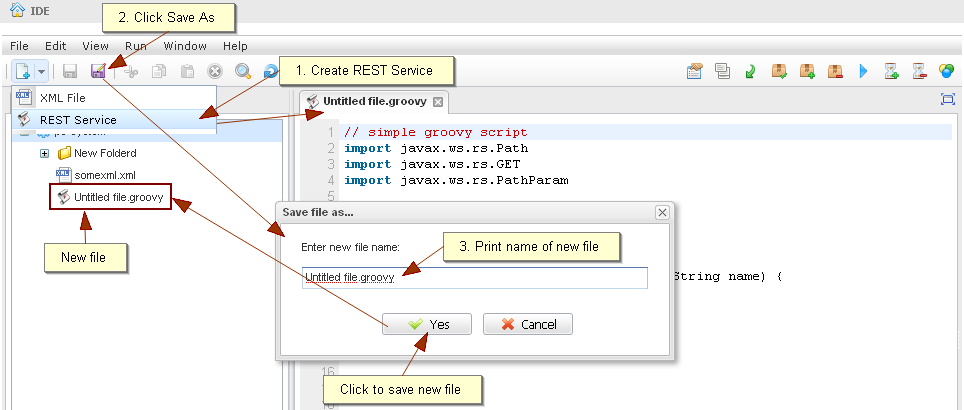 IDE
2. Click Save As
File Edit View Run Window Help
1. Create REST Service
XML File
REST Service
Untitled file.groovy
New Folderd
somexml.xml
Untitled file.groovy
New file
1 // simple groovy script
2 import javax.ws.rs.Path
3 import javax.ws.rs.GET
4 import javax.ws.rs.PathParam
5
String name) {
Save file as...
Enter new file name:
3. Print name of new file
Untitled file.groovy
Yes
Cancel
Click to save new file
16